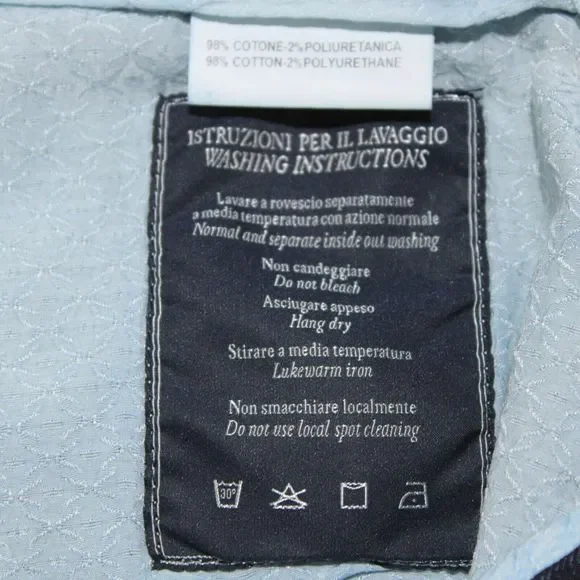 98% COTONE-2% POLIURETANICA
98% COTTON-2% POLYURETHANE
ISTRUZIONI PER IL LAVAGGIO
WASHING INSTRUCTIONS
Lavare a rovescio separatamente
a media temperatura con azione normale
Normal and separate inside out washing
Non candeggiare
Do not bleach
Asciugare appeso
Hang dry
Stirare a media temperatura
Lukewarm iron
Non smacchiare localmente
Do not use local spot cleaning
30°